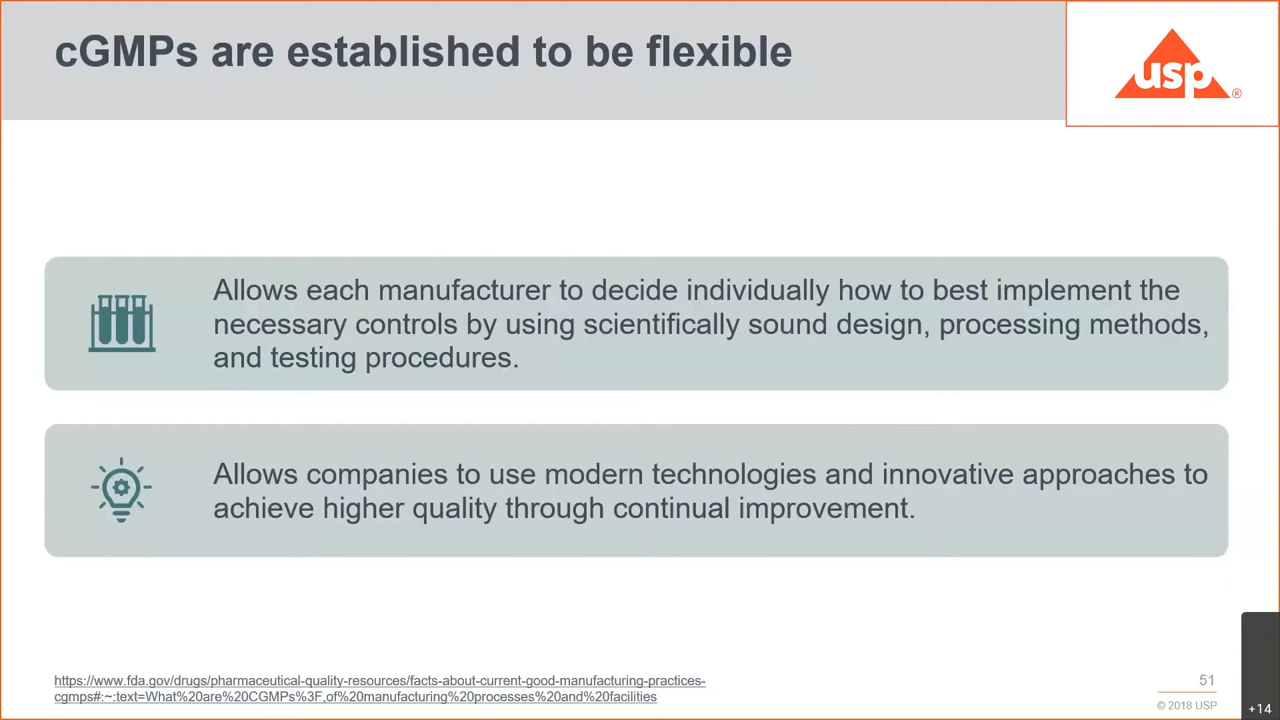 cGMPs are established to be flexible
usp®
Allows each manufacturer to decide individually how to best implement the
necessary controls by using scientifically sound design, processing methods,
and testing procedures.
Allows companies to use modern technologies and innovative approaches to
achieve higher quality through continual improvement.
https://www.fda.gov/drugs/pharmaceutical-quality-resources/facts-about-current-good-manufacturing-practices-
cgmps#:~:text=What%20are%20CGMPs%3F,of%20manufacturing%20processes%20and%20facilities
51
© 2018 USP
+14